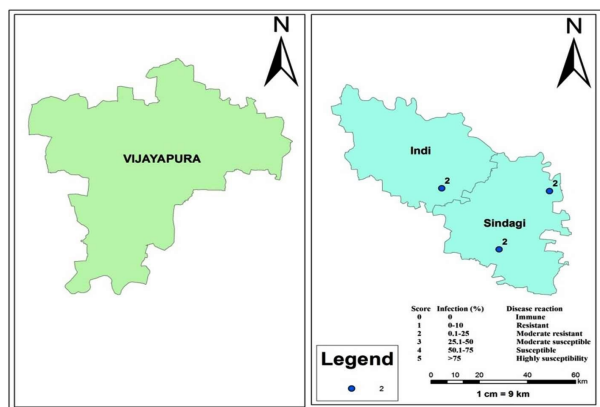 N
VIJAYAPURA
N
Indi
2
2
Sindagi
2
Score Infection (%) Disease reaction
0 0 Immune
1 0-10 Resistant
2 0.1-25 Moderate resistant
3 25.1-50 Moderate susceptible
4 50.1-75 Susceptible
5 >75 Highly susceptibility
Legend
2
0 10 20 40 60 km
1 cm = 9 km